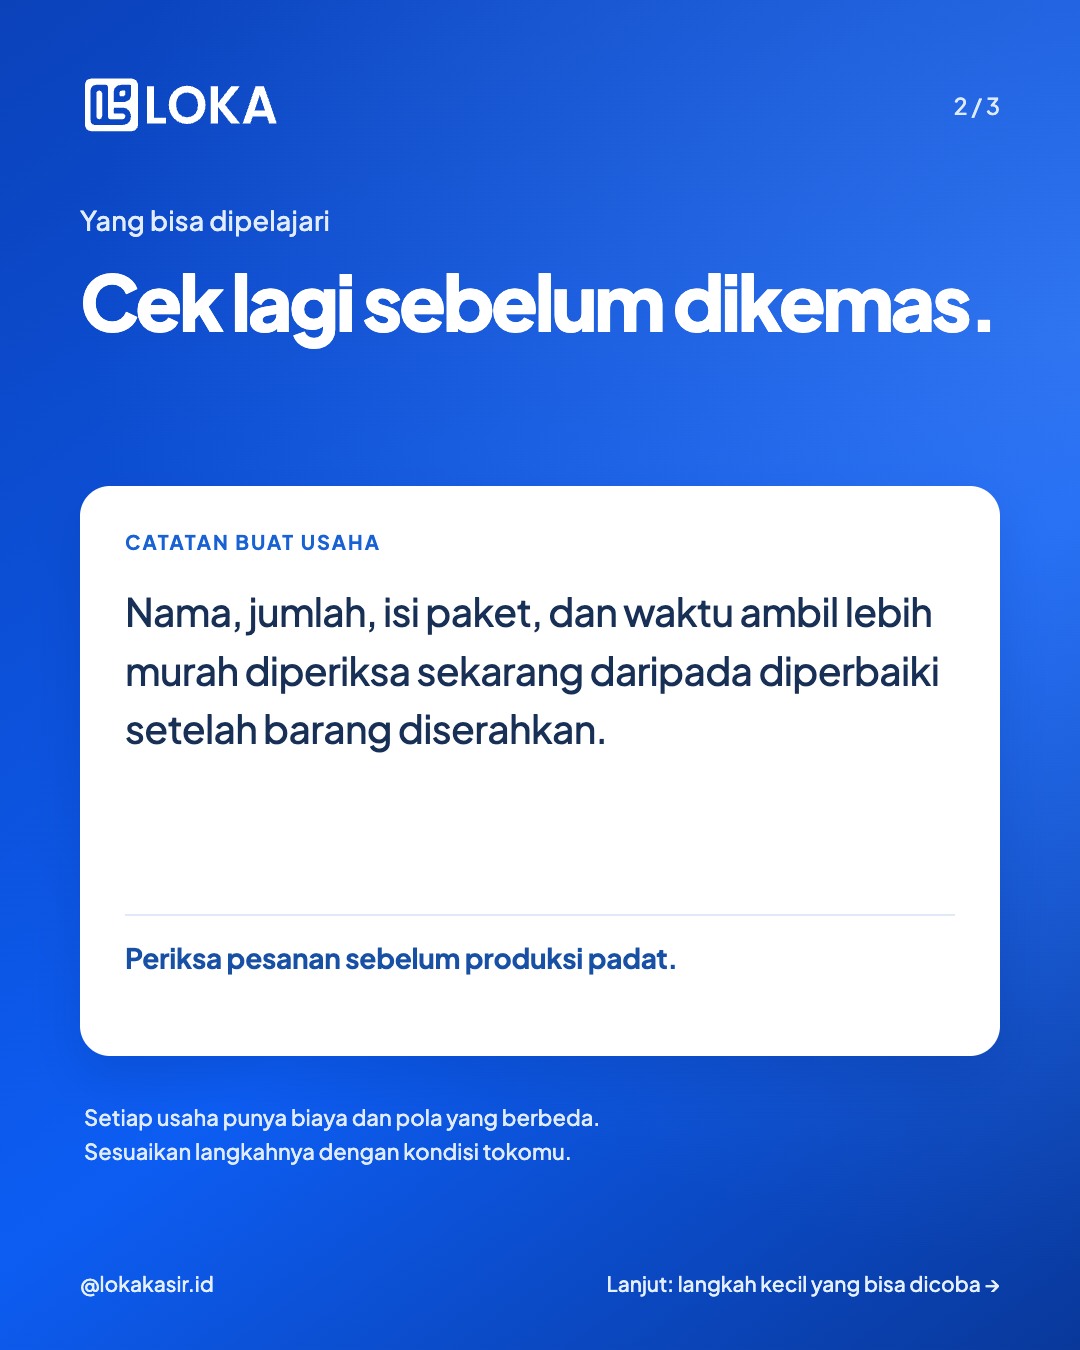 LOKA
2/3
Yang bisa dipelajari
Cek lagi sebelum dikemas.
CATATAN BUAT USAHA
Nama, jumlah, isi paket, dan waktu ambil lebih
murah diperiksa sekarang daripada diperbaiki
setelah barang diserahkan.
Periksa pesanan sebelum produksi padat.
Setiap usaha punya biaya dan pola yang berbeda.
Sesuaikan langkahnya dengan kondisi tokomu.
@lokakasir.id
Lanjut: langkah kecil yang bisa dicoba →